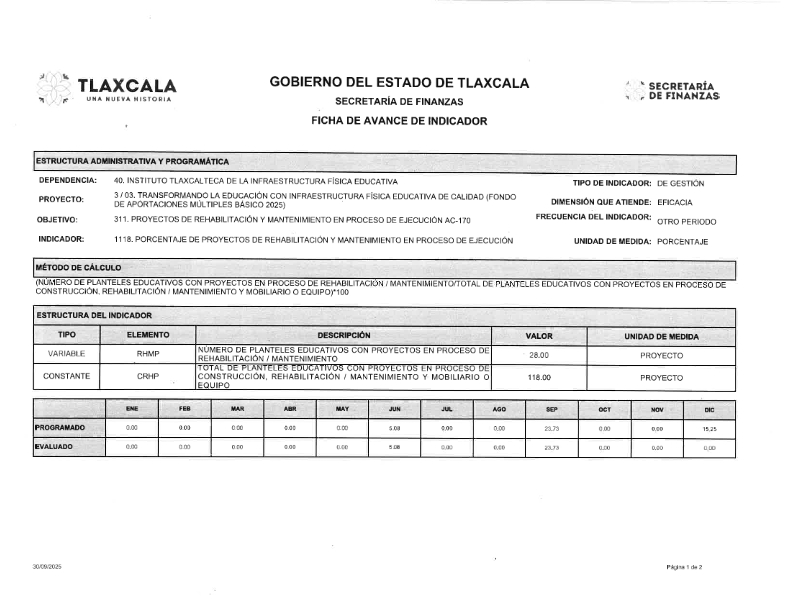 TLAXCALA
UNA NUEVA HISTORIA
GOBIERNO DEL ESTADO DE TLAXCALA
SECRETARÍA DE FINANZAS
FICHA DE AVANCE DE INDICADOR
SECRETARÍA
DE FINANZAS
ESTRUCTURA ADMINISTRATIVA Y PROGRAMÁTICA
DEPENDENCIA: 40. INSTITUTO TLAXCALTECA DE LA INFRAESTRUCTURA FÍSICA EDUCATIVA TIPO DE INDICADOR: DE GESTIÓN
PROYECTO: 3 / 03. TRANSFORMANDO LA EDUCACIÓN CON INFRAESTRUCTURA FÍSICA EDUCATIVA DE CALIDAD (FONDO
DE APORTACIONES MÚLTIPLES BÁSICO 2025) DIMENSIÓN QUE ATIENDE: EFICACIA
OBJETIVO: 311. PROYECTOS DE REHABILITACIÓN Y MANTENIMIENTO EN PROCESO DE EJECUCIÓN AC-170 FRECUENCIA DEL INDICADOR: OTRO PERIODO
INDICADOR: 1118. PORCENTAJE DE PROYECTOS DE REHABILITACIÓN Y MANTENIMIENTO EN PROCESO DE EJECUCIÓN UNIDAD DE MEDIDA: PORCENTAJE
MÉTODO DE CÁLCULO
(NÚMERO DE PLANTELES EDUCATIVOS CON PROYECTOS EN PROCESO DE REHABILITACIÓN / MANTENIMIENTO/TOTAL DE PLANTELES EDUCATIVOS CON PROYECTOS EN PROCESO DE
CONSTRUCCIÓN, REHABILITACIÓN / MANTENIMIENTO Y MOBILIARIO O EQUIPO)*100
ESTRUCTURA DEL INDICADOR
TIPO ELEMENTO DESCRIPCIÓN VALOR UNIDAD DE MEDIDA
VARIABLE RHMP NÚMERO DE PLANTELES EDUCATIVOS CON PROYECTOS EN PROCESO DE
REHABILITACIÓN / MANTENIMIENTO 28.00 PROYECTO
CONSTANTE CRHP TOTAL DE PLANTELES EDUCATIVOS CON PROYECTOS EN PROCESO DE
CONSTRUCCIÓN, REHABILITACIÓN / MANTENIMIENTO Y MOBILIARIO O
EQUIPO 118.00 PROYECTO
ENE FEB MAR ABR MAY JUN JUL AGO SEP OCT NOV DIC
PROGRAMADO 0.00 0.00 0.00 0.00 0.00 5.08 0.00 0.00 23.73 0.00 0.00 15.25
EVALUADO 0.00 0.00 0.00 0.00 0.00 5.08 0.00 0.00 23.73 0.00 0.00 0.00
30/09/2025 Página 1 de 2